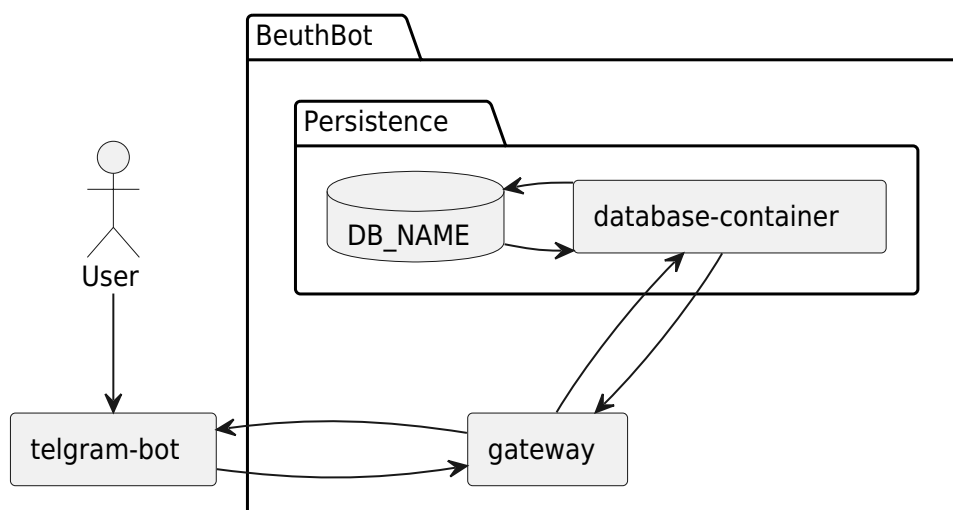 BeuthBot
Persistence
DB_NAME
database-container
User
telgram-bot
gateway